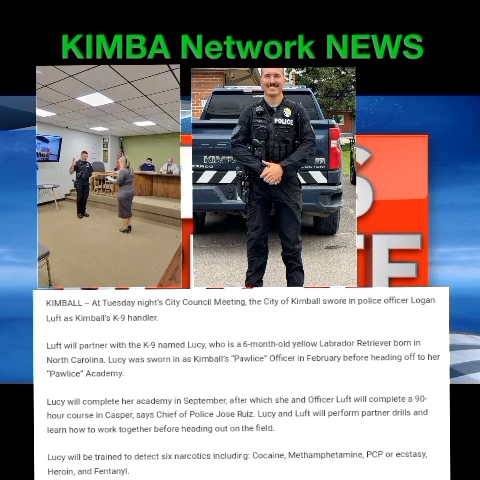 KIMBA Network NEWS
POLICE
KIMBALL – At Tuesday night's City Council Meeting, the City of Kimball swore in police officer Logan
Luft as Kimball's K-9 handler.
Luft will partner with the K-9 named Lucy, who is a 6-month-old yellow Labrador Retriever born in
North Carolina. Lucy was sworn in as Kimball's "Pawlice" Officer in February before heading off to her
"Pawlice" Academy.
Lucy will complete her academy in September, after which she and Officer Luft will complete a 90-
hour course in Casper, says Chief of Police Jose Ruiz. Lucy and Luft will perform partner drills and
learn how to work together before heading out on the field.
Lucy will be trained to detect six narcotics including: Cocaine, Methamphetamine, PCP or ecstasy,
Heroin, and Fentanyl.